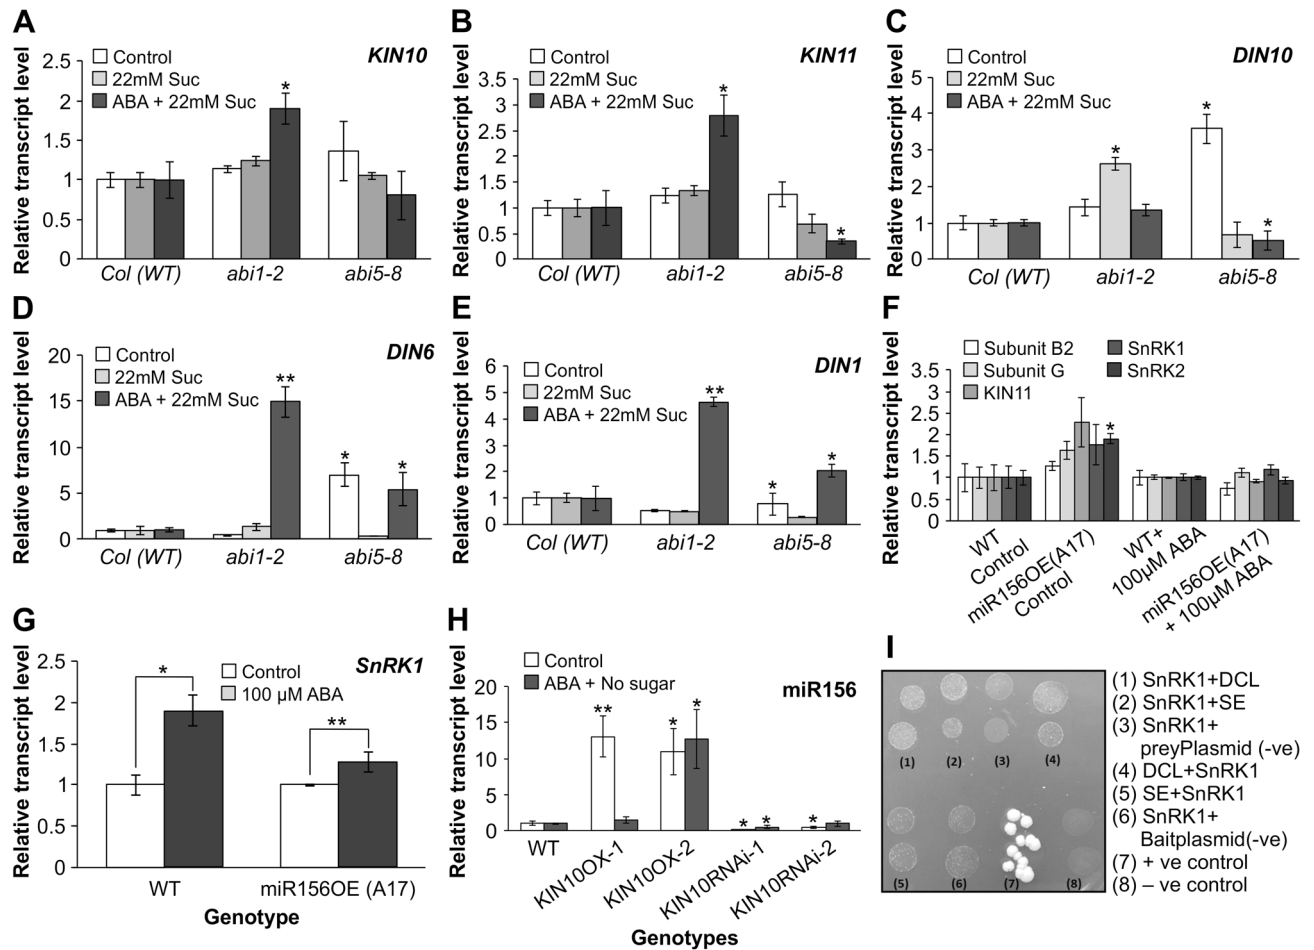 A
Relative transcript level
KIN10
Control
22mM Suc
ABA + 22mM Suc
2.5
2
1.5
1
0.5
0
Col (WT)
abi1-2
abi5-8
*
B
Relative transcript level
KIN11
Control
22mM Suc
ABA + 22mM Suc
3.5
3
2.5
2
1.5
1
0.5
0
Col (WT)
abi1-2
abi5-8
*
*
C
Relative transcript level
DIN10
Control
22mM Suc
ABA + 22mM Suc
5
4
3
2
1
0
Col (WT)
abi1-2
abi5-8
*
*
*
D
Relative transcript level
DIN6
Control
22mM Suc
ABA + 22mM Suc
20
15
10
5
0
Col (WT)
abi1-2
abi5-8
**
*
*
E
Relative transcript level
DIN1
Control
22mM Suc
ABA + 22mM Suc
6
5
4
3
2
1
0
Col (WT)
abi1-2
abi5-8
**
*
*
F
Relative transcript level
Subunit B2
Subunit G
KIN11
SnRK1
SnRK2
3.5
3
2.5
2
1.5
1
0.5
0
*
WT
Control
miR156OE(A17)
Control
WT+
100µM ABA
miR156OE(A17)
+ 100µM ABA
G
Relative transcript level
SnRK1
Control
100 µM ABA
2.5
2
1.5
1
0.5
0
*
**
WT
miR156OE (A17)
Genotype
H
Relative transcript level
miR156
Control
ABA + No sugar
20
15
10
5
0
**
*
*
*
*
*
WT
KIN10OX-1
KIN10OX-2
KIN10RNAi-1
KIN10RNAi-2
Genotypes
I
(1)
(2)
(3)
(4)
(5)
(6)
(7)
(8)
(1) SnRK1+DCL
(2) SnRK1+SE
(3) SnRK1+
preyPlasmid (-ve)
(4) DCL+SnRK1
(5) SE+SnRK1
(6) SnRK1+
Baitplasmid(-ve)
(7) + ve control
(8) – ve control